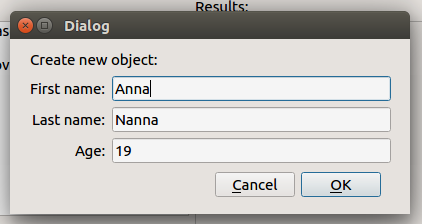 Results:
Dialog
Create new object:
First name: Anna
Last name: Nanna
Age: 19
Cancel OK